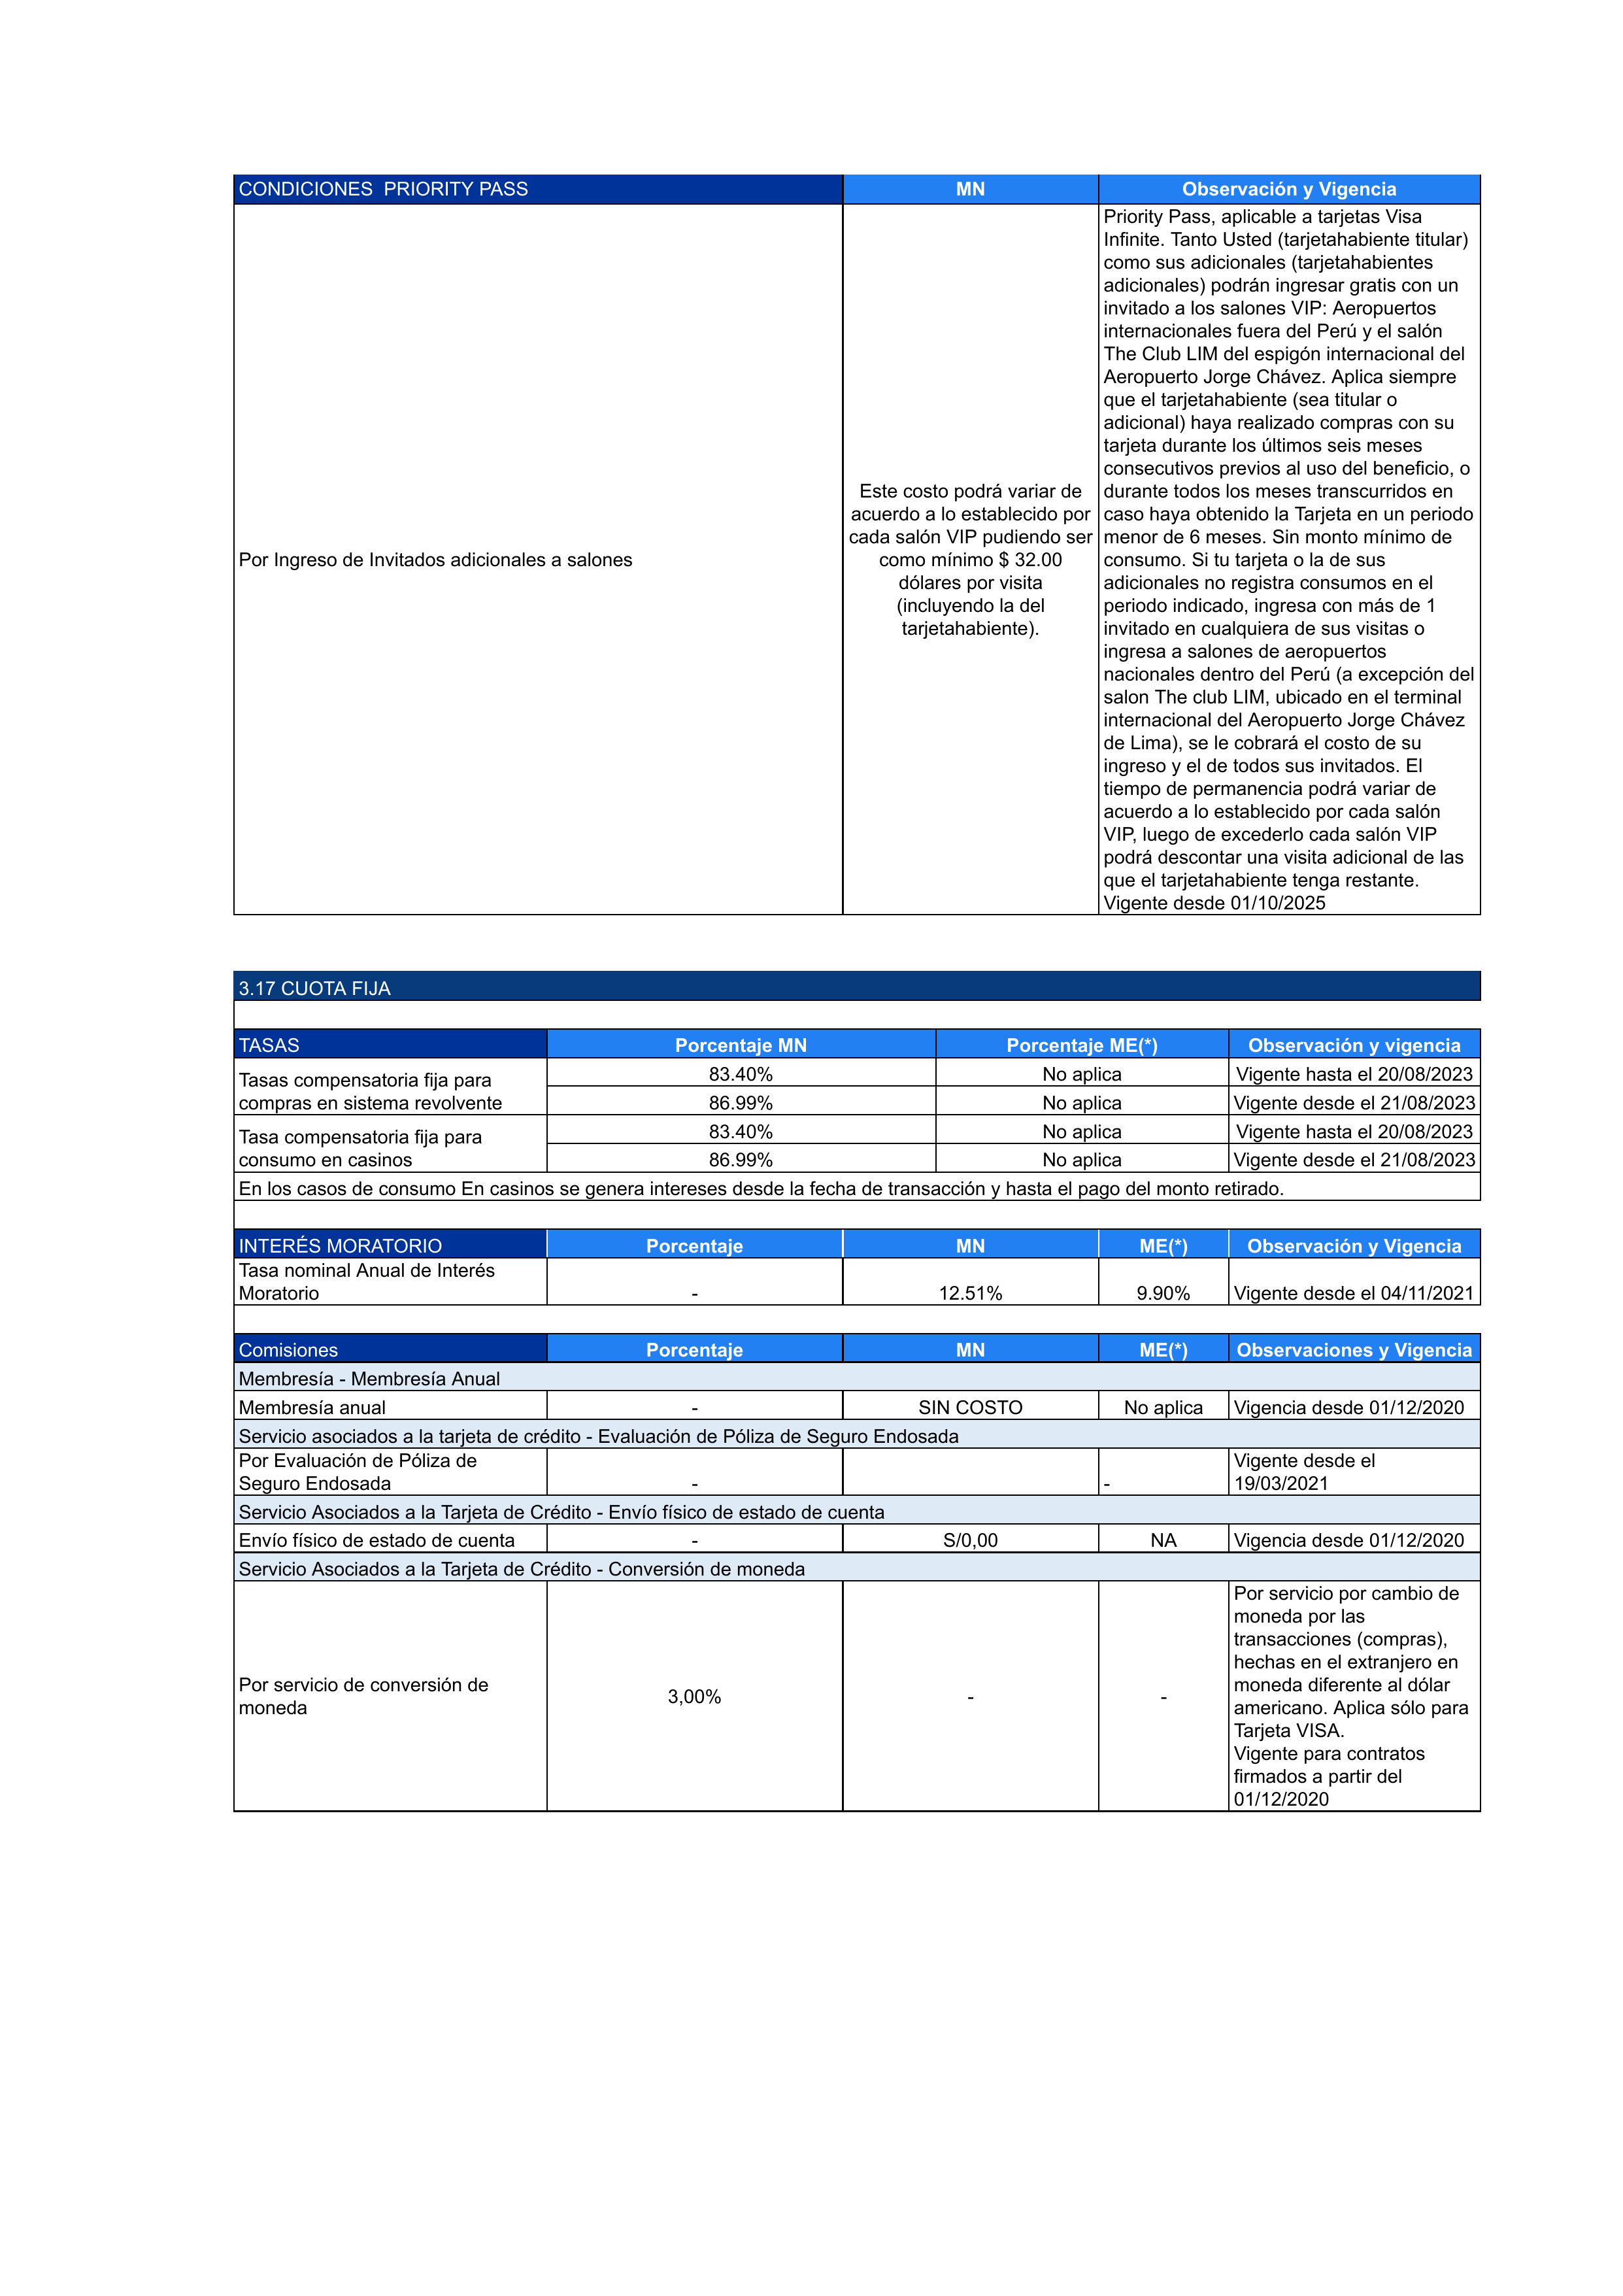 CONDICIONES  PRIORITY PASS MN Observación y Vigencia
Por Ingreso de Invitados adicionales a salones
Este costo podrá variar de
acuerdo a lo establecido por
cada salón VIP pudiendo ser
como mínimo $ 32.00
dólares por visita
(incluyendo la del
tarjetahabiente).
Priority Pass, aplicable a tarjetas Visa
Infinite. Tanto Usted (tarjetahabiente titular)
como sus adicionales (tarjetahabientes
adicionales) podrán ingresar gratis con un
invitado a los salones VIP: Aeropuertos
internacionales fuera del Perú y el salón
The Club LIM del espigón internacional del
Aeropuerto Jorge Chávez. Aplica siempre
que el tarjetahabiente (sea titular o
adicional) haya realizado compras con su
tarjeta durante los últimos seis meses
consecutivos previos al uso del beneficio, o
durante todos los meses transcurridos en
caso haya obtenido la Tarjeta en un periodo
menor de 6 meses. Sin monto mínimo de
consumo. Si tu tarjeta o la de sus
adicionales no registra consumos en el
periodo indicado, ingresa con más de 1
invitado en cualquiera de sus visitas o
ingresa a salones de aeropuertos
nacionales dentro del Perú (a excepción del
salon The club LIM, ubicado en el terminal
internacional del Aeropuerto Jorge Chávez
de Lima), se le cobrará el costo de su
ingreso y el de todos sus invitados. El
tiempo de permanencia podrá variar de
acuerdo a lo establecido por cada salón
VIP, luego de excederlo cada salón VIP
podrá descontar una visita adicional de las
que el tarjetahabiente tenga restante.
Vigente desde 01/10/2025
3.17 CUOTA FIJA
TASAS Porcentaje MN Porcentaje ME(*) Observación y vigencia
Tasas compensatoria fija para
compras en sistema revolvente
83.40% No aplica Vigente hasta el 20/08/2023
86.99% No aplica Vigente desde el 21/08/2023
Tasa compensatoria fija para
consumo en casinos
83.40% No aplica Vigente hasta el 20/08/2023
86.99% No aplica Vigente desde el 21/08/2023
En los casos de consumo En casinos se genera intereses desde la fecha de transacción y hasta el pago del monto retirado.
INTERÉS MORATORIO Porcentaje MN ME(*) Observación y Vigencia
Tasa nominal Anual de Interés
Moratorio - 12.51% 9.90% Vigente desde el 04/11/2021
Comisiones Porcentaje MN ME(*) Observaciones y Vigencia
Membresía - Membresía Anual
Membresía anual - SIN COSTO No aplica Vigencia desde 01/12/2020
Servicio asociados a la tarjeta de crédito - Evaluación de Póliza de Seguro Endosada
Por Evaluación de Póliza de
Seguro Endosada - -
Vigente desde el
19/03/2021
Servicio Asociados a la Tarjeta de Crédito - Envío físico de estado de cuenta
Envío físico de estado de cuenta - S/0,00 NA Vigencia desde 01/12/2020
Servicio Asociados a la Tarjeta de Crédito - Conversión de moneda
Por servicio de conversión de
moneda
3,00% - -
Por servicio por cambio de
moneda por las
transacciones (compras),
hechas en el extranjero en
moneda diferente al dólar
americano. Aplica sólo para
Tarjeta VISA.
Vigente para contratos
firmados a partir del
01/12/2020